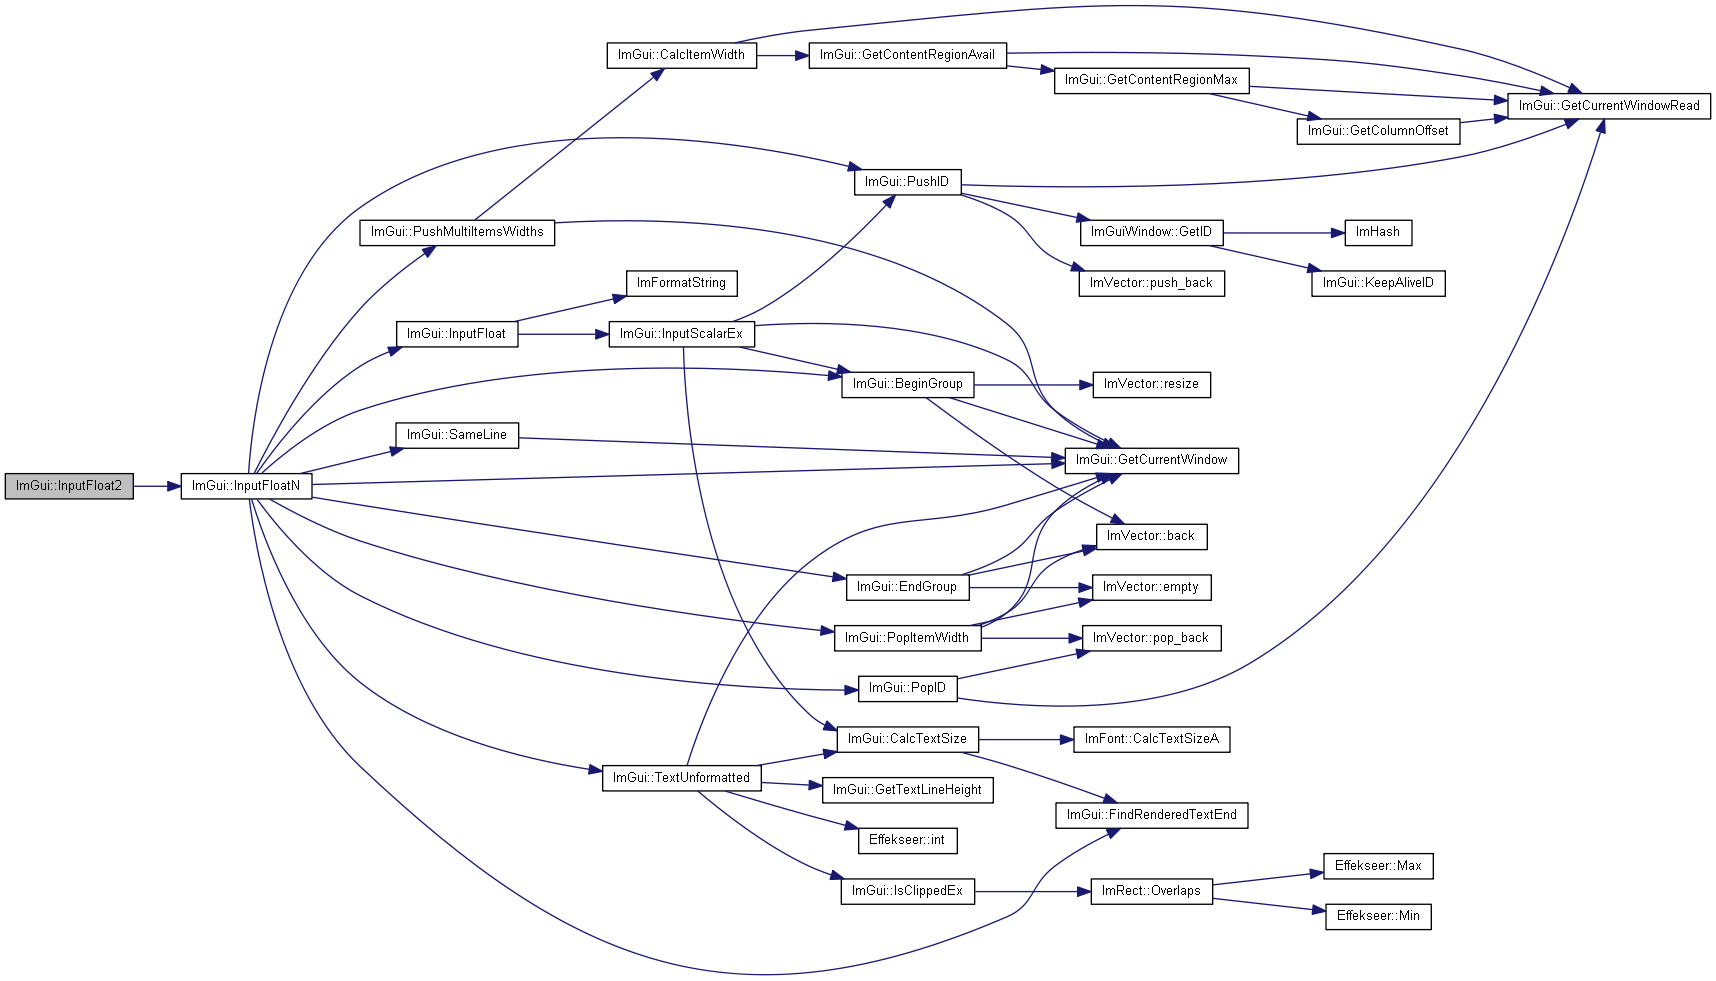 ImGui::CalcItemWidth
ImGui::GetContentRegionAvail
ImGui::GetContentRegionMax
ImGui::GetCurrentWindowRead
ImGui::GetColumnOffset
ImGui::PushID
ImGui::PushMultiItemsWidths
ImGuiWindow::GetID
ImHash
ImFormatString
ImVector::push_back
ImGui::KeepAliveID
ImGui::InputFloat
ImGui::InputScalarEx
ImGui::BeginGroup
ImVector::resize
ImGui::SameLine
ImGui::GetCurrentWindow
ImGui::InputFloat2
ImGui::InputFloatN
ImVector::back
ImGui::EndGroup
ImVector::empty
ImGui::PopItemWidth
ImVector::pop_back
ImGui::PopID
ImGui::CalcTextSize
ImFont::CalcTextSizeA
ImGui::TextUnformatted
ImGui::GetTextLineHeight
ImGui::FindRenderedTextEnd
Effekseer::int
Effekseer::Max
ImGui::IsClippedEx
ImRect::Overlaps
Effekseer::Min